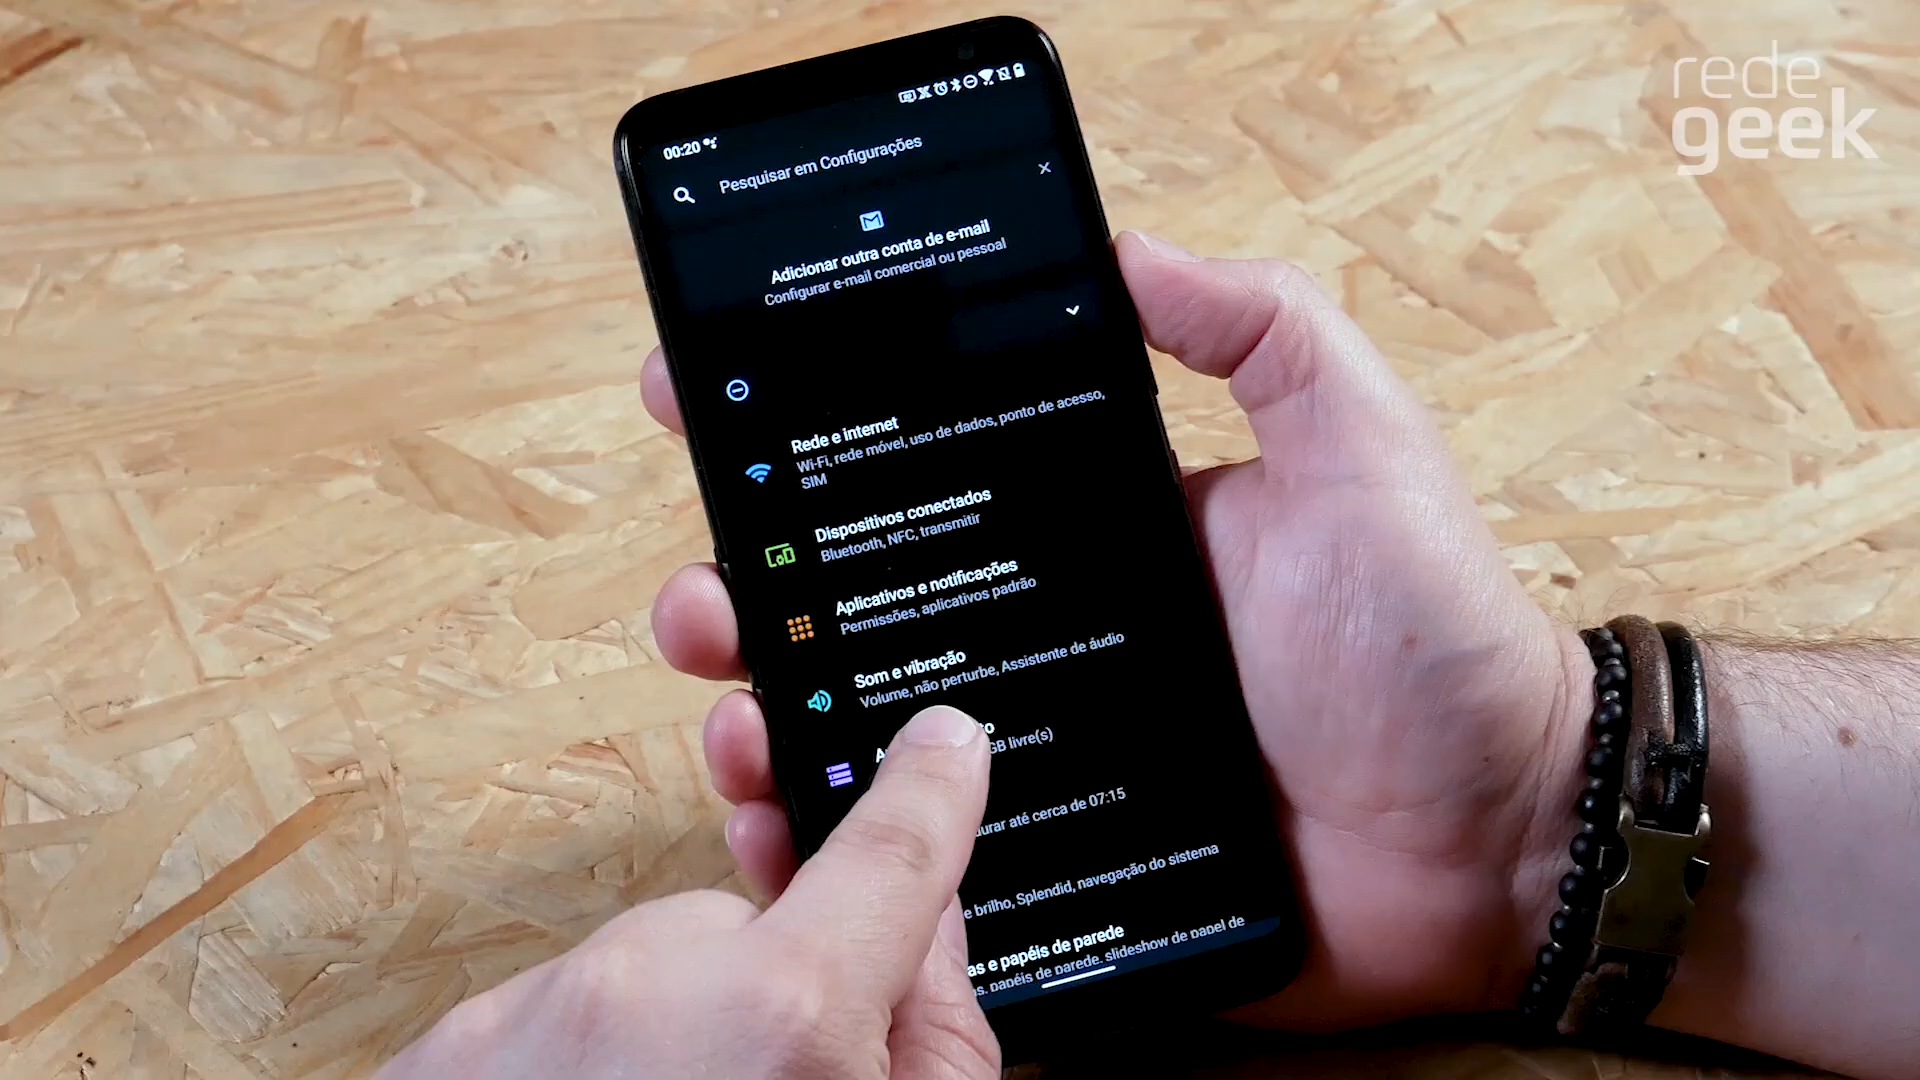 rede
geek
00:20
Pesquisar em Configurações
Adicionar outra conta de e-mail
Configurar e-mail comercial ou pessoal
Rede e internet
Wi-Fi, rede móvel, uso de dados, ponto de acesso,
SIM
Dispositivos conectados
Bluetooth, NFC, transmitir
Aplicativos e notificações
Permissões, aplicativos padrão
Som e vibração
Volume, não perturbe, Assistente de áudio
GB livre(s)
durar até cerca de 07:15
e brilho, Splendid, navegação do sistema
as e papéis de parede
s, papéis de parede, slideshow de papel de